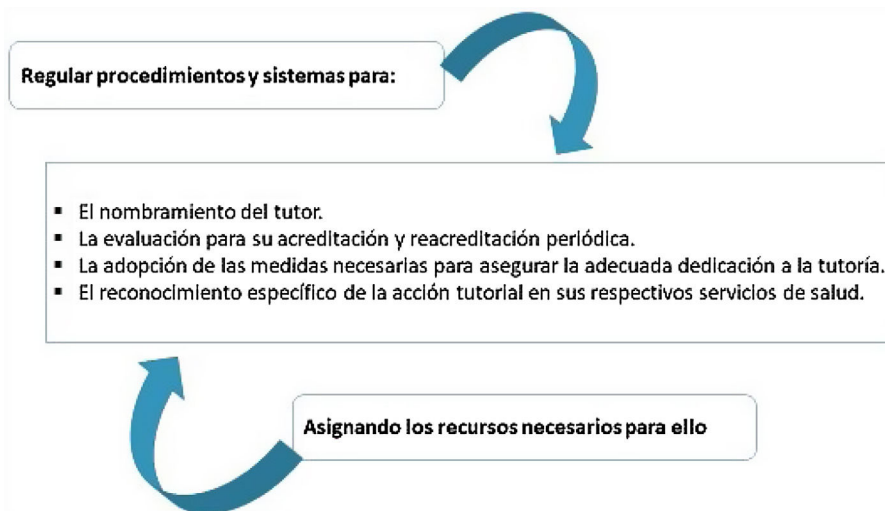 Regular procedimientos y sistemas para:
▪ El nombramiento del tutor.
▪ La evaluación para su acreditación y reacreditación periódica.
▪ La adopción de las medidas necesarias para asegurar la adecuada dedicación a la tutoría.
▪ El reconocimiento específico de la acción tutorial en sus respectivos servicios de salud.
Asignando los recursos necesarios para ello